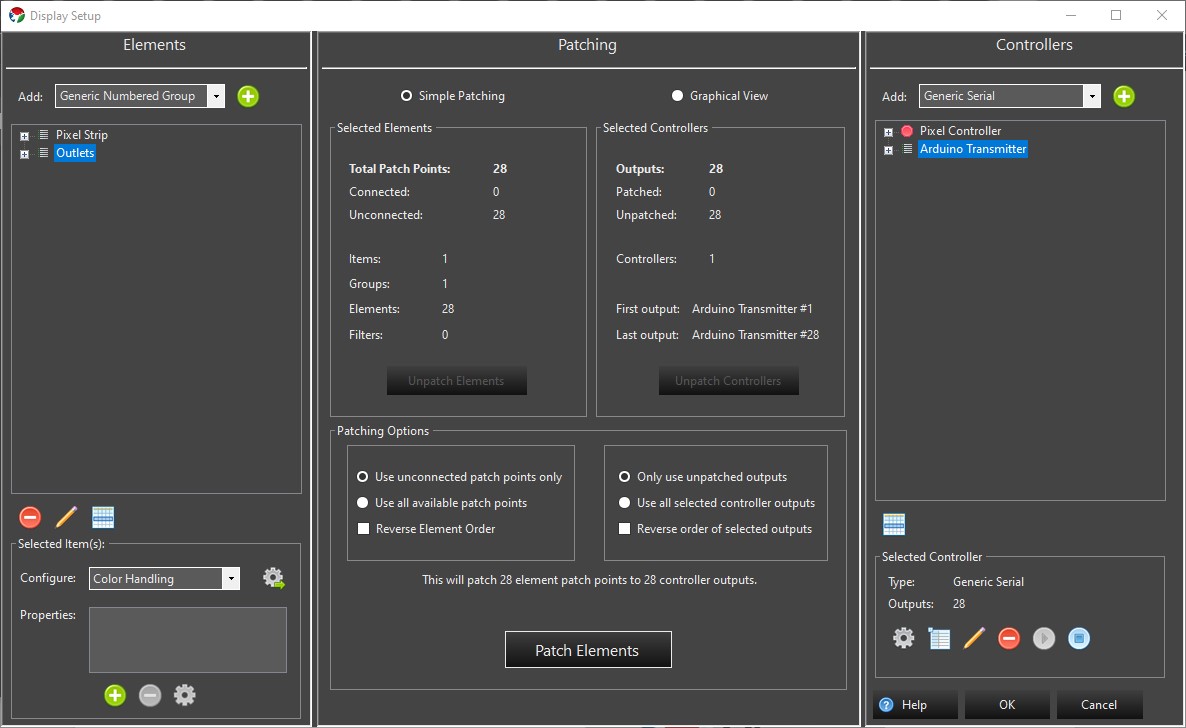 Display Setup
Elements
Add: Generic Numbered Group
Pixel Strip
Outlets
Selected Item(s):
Configure: Color Handling
Properties:
Patching
Simple Patching Graphical View
Selected Elements
Total Patch Points: 28
Connected: 0
Unconnected: 28
Items: 1
Groups: 1
Elements: 28
Filters: 0
Unpatch Elements
Selected Controllers
Outputs: 28
Patched: 0
Unpatched: 28
Controllers: 1
First output: Arduino Transmitter #1
Last output: Arduino Transmitter #28
Unpatch Controllers
Patching Options
Use unconnected patch points only
Use all available patch points
Reverse Element Order
Only use unpatched outputs
Use all selected controller outputs
Reverse order of selected outputs
This will patch 28 element patch points to 28 controller outputs.
Patch Elements
Controllers
Add: Generic Serial
Pixel Controller
Arduino Transmitter
Selected Controller
Type: Generic Serial
Outputs: 28
? Help OK Cancel